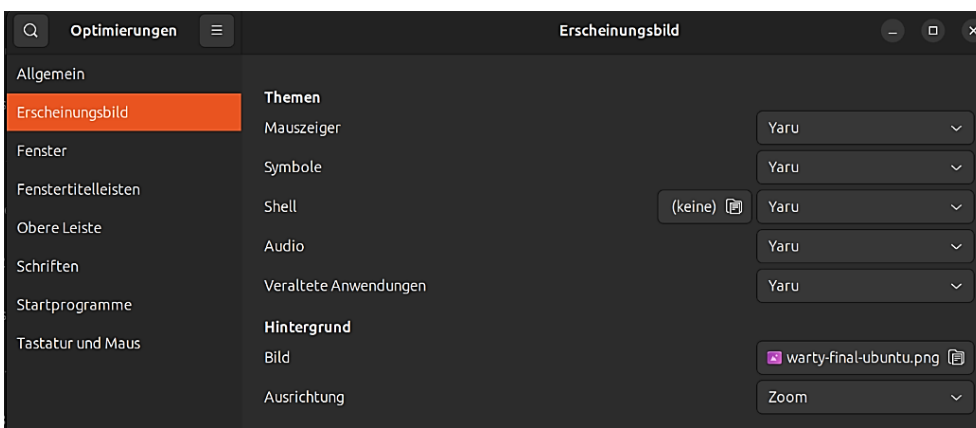 Optimierungen
Erscheinungsbild
Allgemein
Erscheinungsbild
Fenster
Fenstertitelleisten
Obere Leiste
Schriften
Startprogramme
Tastatur und Maus
Themen
Mauszeiger Yaru
Symbole Yaru
Shell (keine) Yaru
Audio Yaru
Veraltete Anwendungen Yaru
Hintergrund
Bild warty-final-ubuntu.png
Ausrichtung Zoom